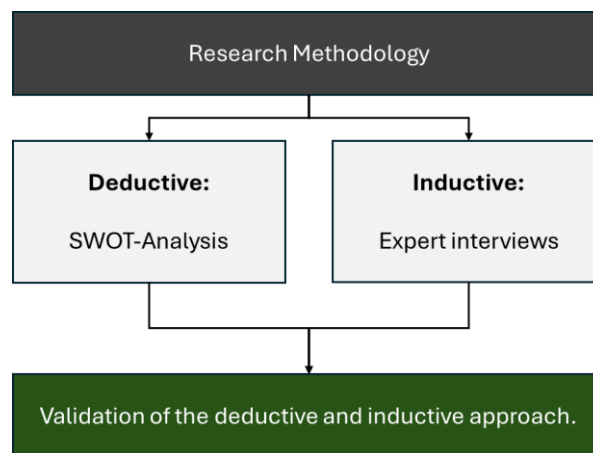 Research Methodology
Deductive:
SWOT-Analysis
Inductive:
Expert interviews
Validation of the deductive and inductive approach.